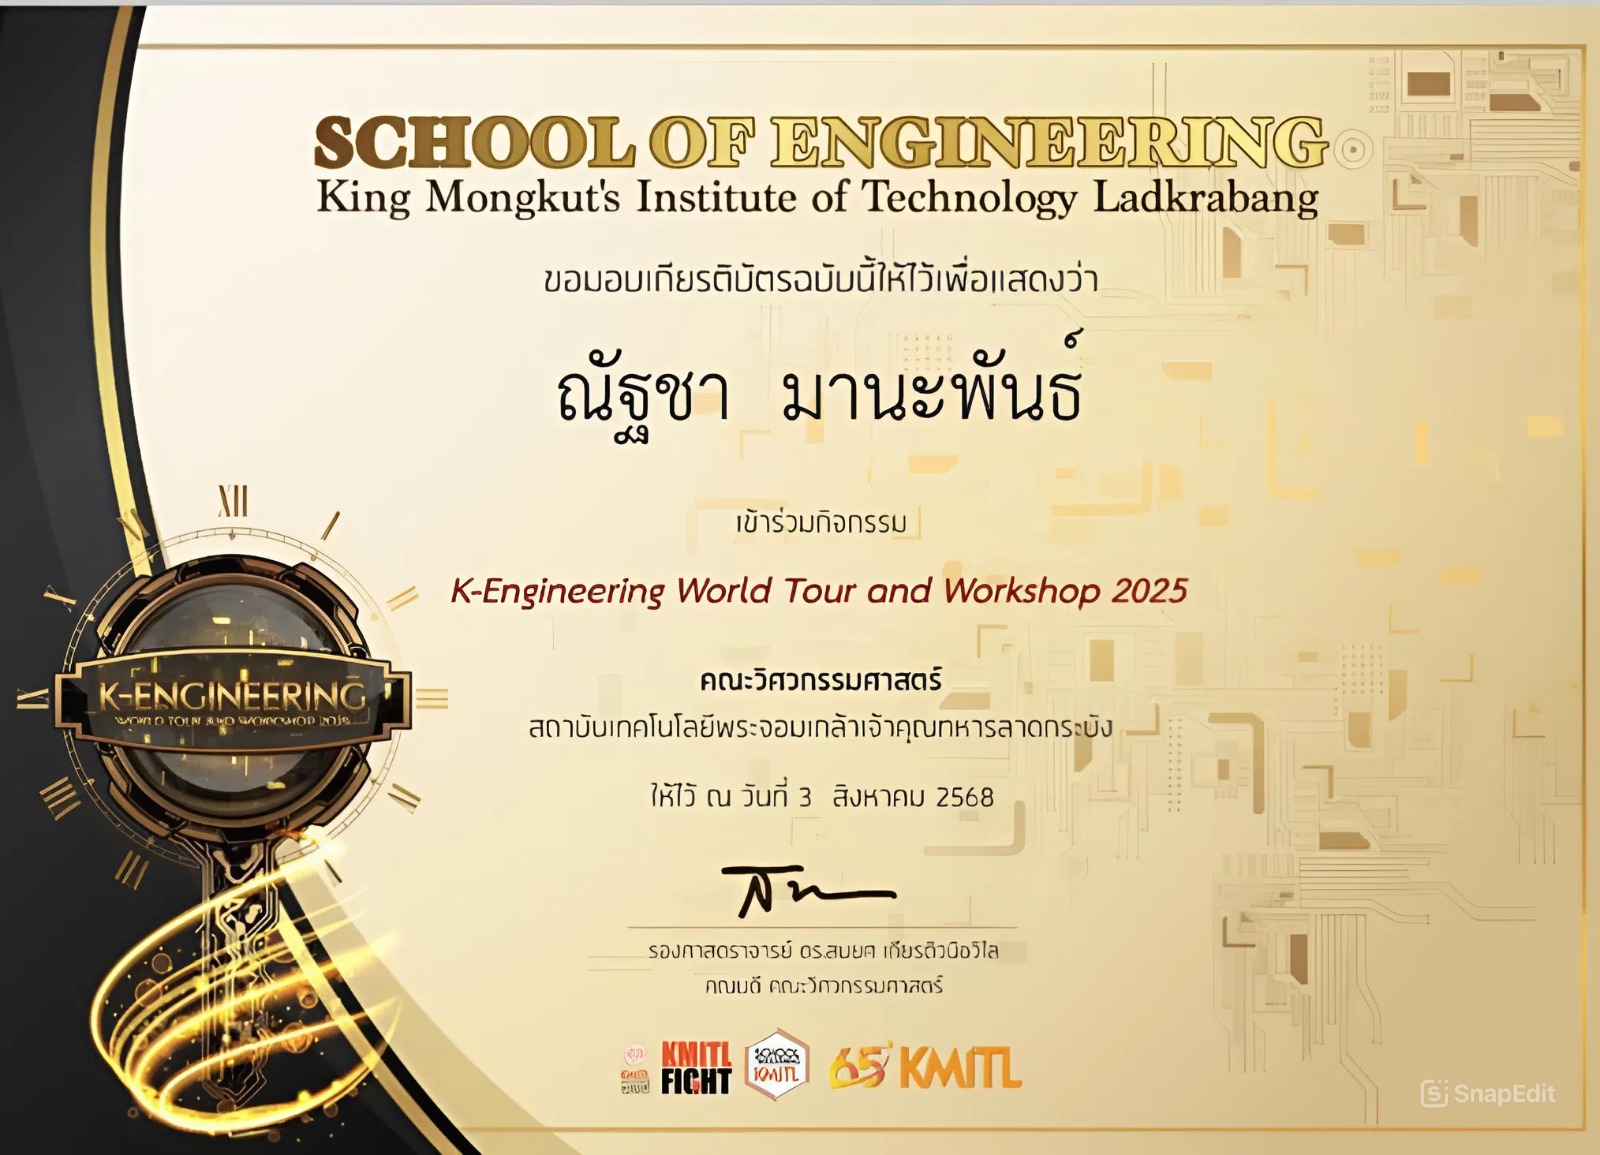 SCHOOL OF ENGINEERING
King Mongkut's Institute of Technology Ladkrabang
ขอมอบเกียรติบัตรฉบับนี้ให้ไว้เพื่อแสดงว่า
ณัฐชา มานะพันธ์
เข้าร่วมกิจกรรม
K-Engineering World Tour and Workshop 2025
คณะวิศวกรรมศาสตร์
สถาบันเทคโนโลยีพระจอมเกล้าเจ้าคุณทหารลาดกระบัง
ให้ไว้ ณ วันที่ 3 สิงหาคม 2568
รองศาสตราจารย์ ดร.สมยศ เกียรติวนิชวิไล
คณบดี คณะวิศวกรรมศาสตร์
XII
K-ENGINEERING
WORLD TOUR AND WORKSHOP 2025
KMITL
FIGHT
65 KMITL
SnapEdit